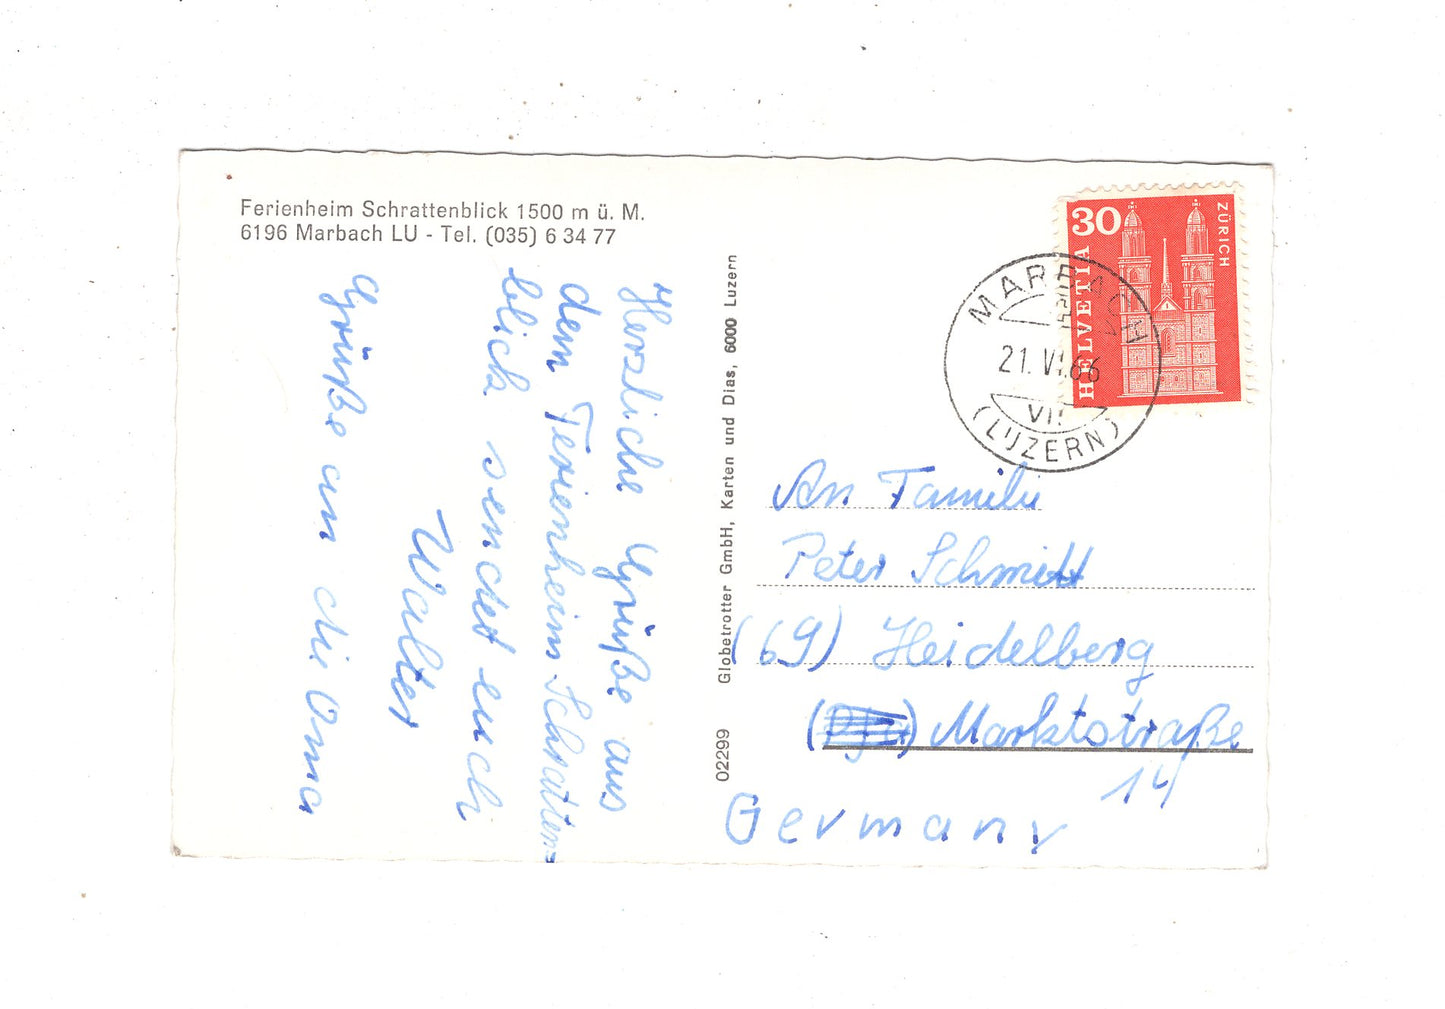 Ferienheim Schrattenblick 1500 m ü. M.
6196 Marbach LU - Tel. (035) 6 34 77
Herzliche Grüße aus
dem Ferienheim Schratten=
blick sendet euch
Walter
Grüße an die Oma
02299 Globetrotter GmbH, Karten und Dias, 6000 Luzern
30
HELVETIA
ZÜRICH
MARBACH
21. VI. 66
VII
(LUZERN)
An Familie
Peter Schmidt
(69) Heidelberg
Marktstraße
14
Germany